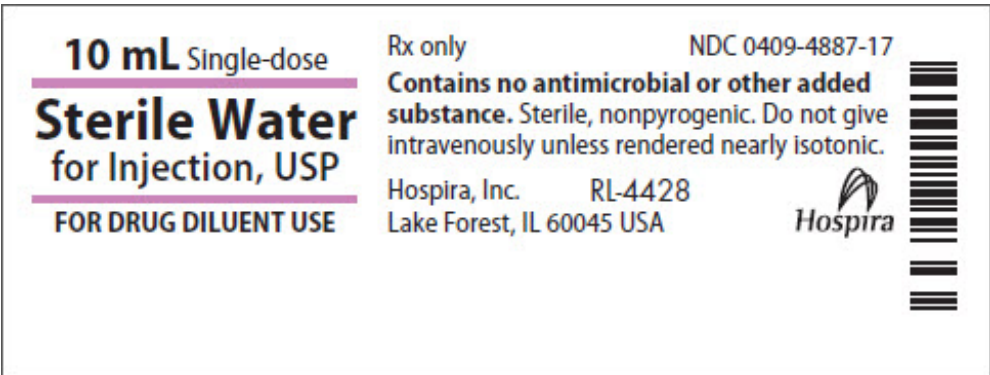 10 mL Single-dose
Sterile Water
for Injection, USP
FOR DRUG DILUENT USE
Rx only NDC 0409-4887-17
Contains no antimicrobial or other added
substance. Sterile, nonpyrogenic. Do not give
intravenously unless rendered nearly isotonic.
Hospira, Inc. RL-4428
Lake Forest, IL 60045 USA
Hospira